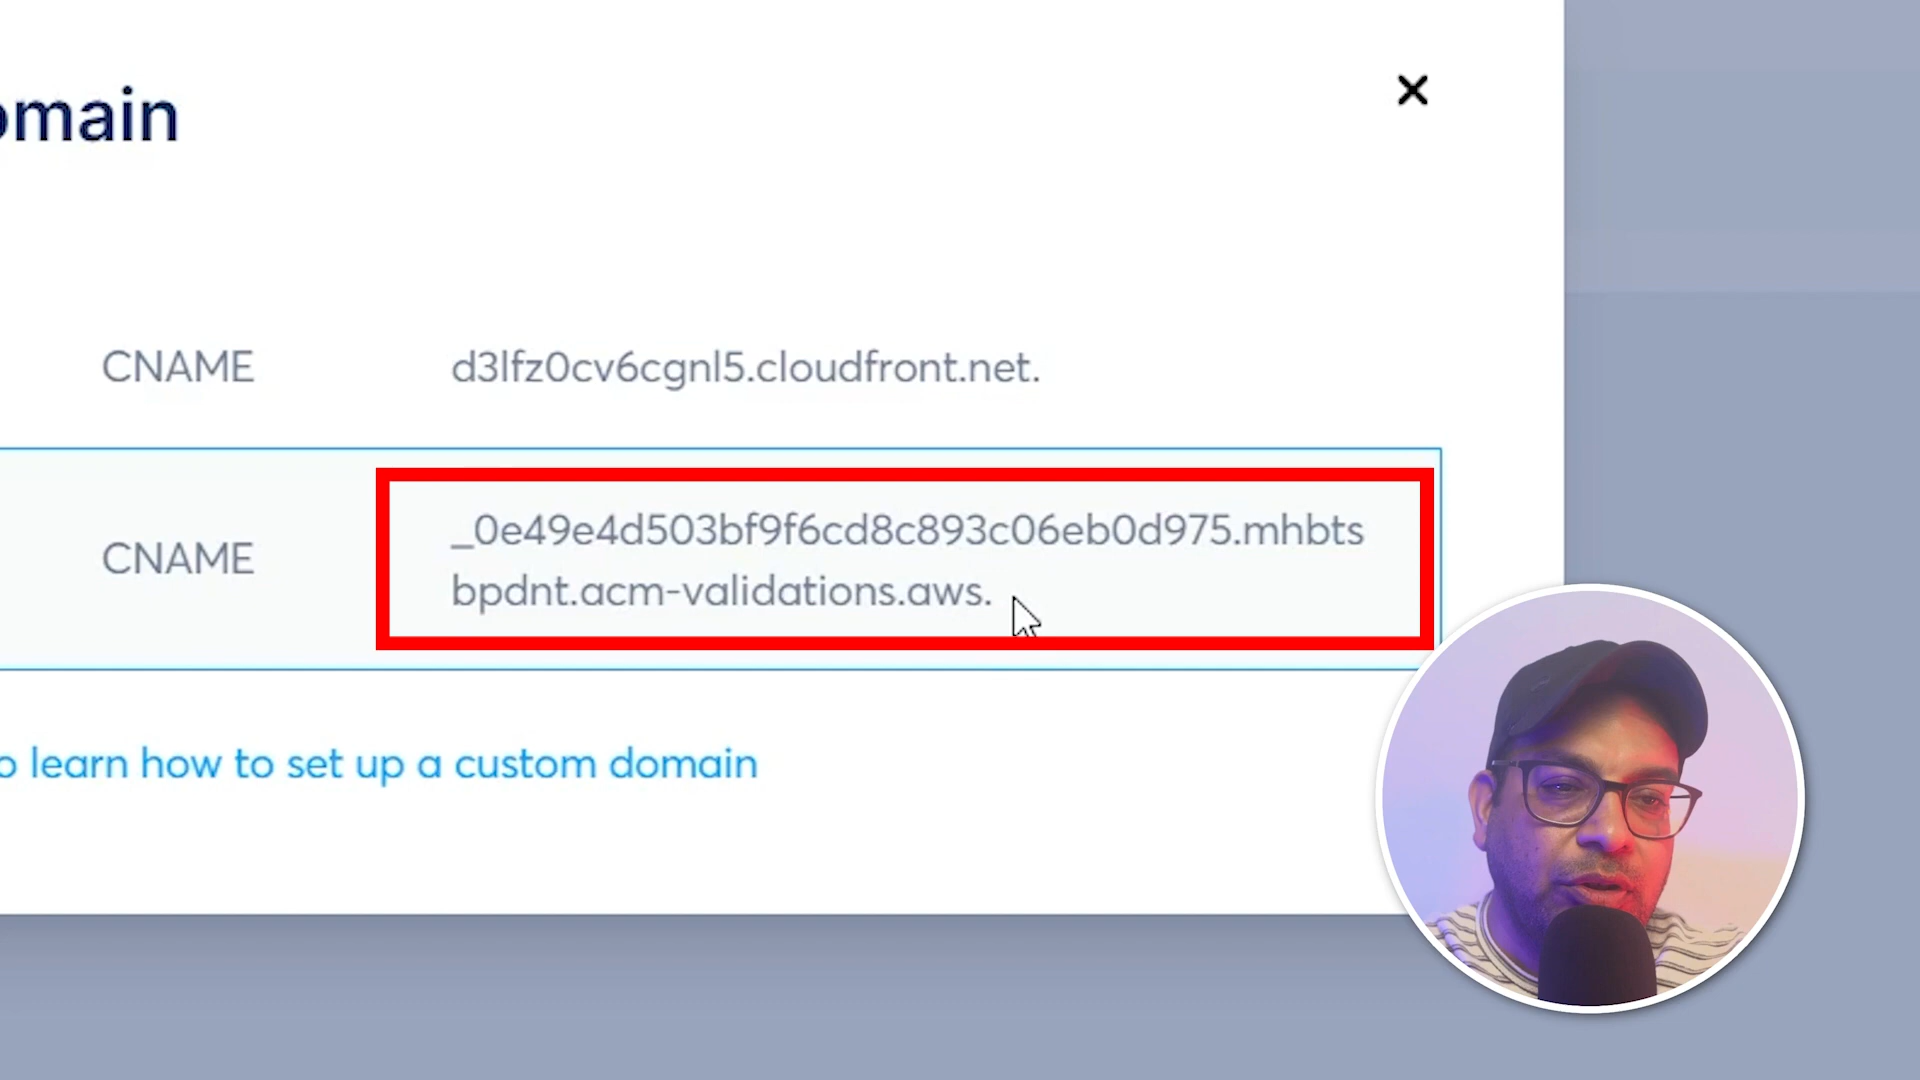 omain
CNAME d3lfz0cv6cgnl5.cloudfront.net.
CNAME _0e49e4d503bf9f6cd8c893c06eb0d975.mhbts
bpdnt.acm-validations.aws.
o learn how to set up a custom domain